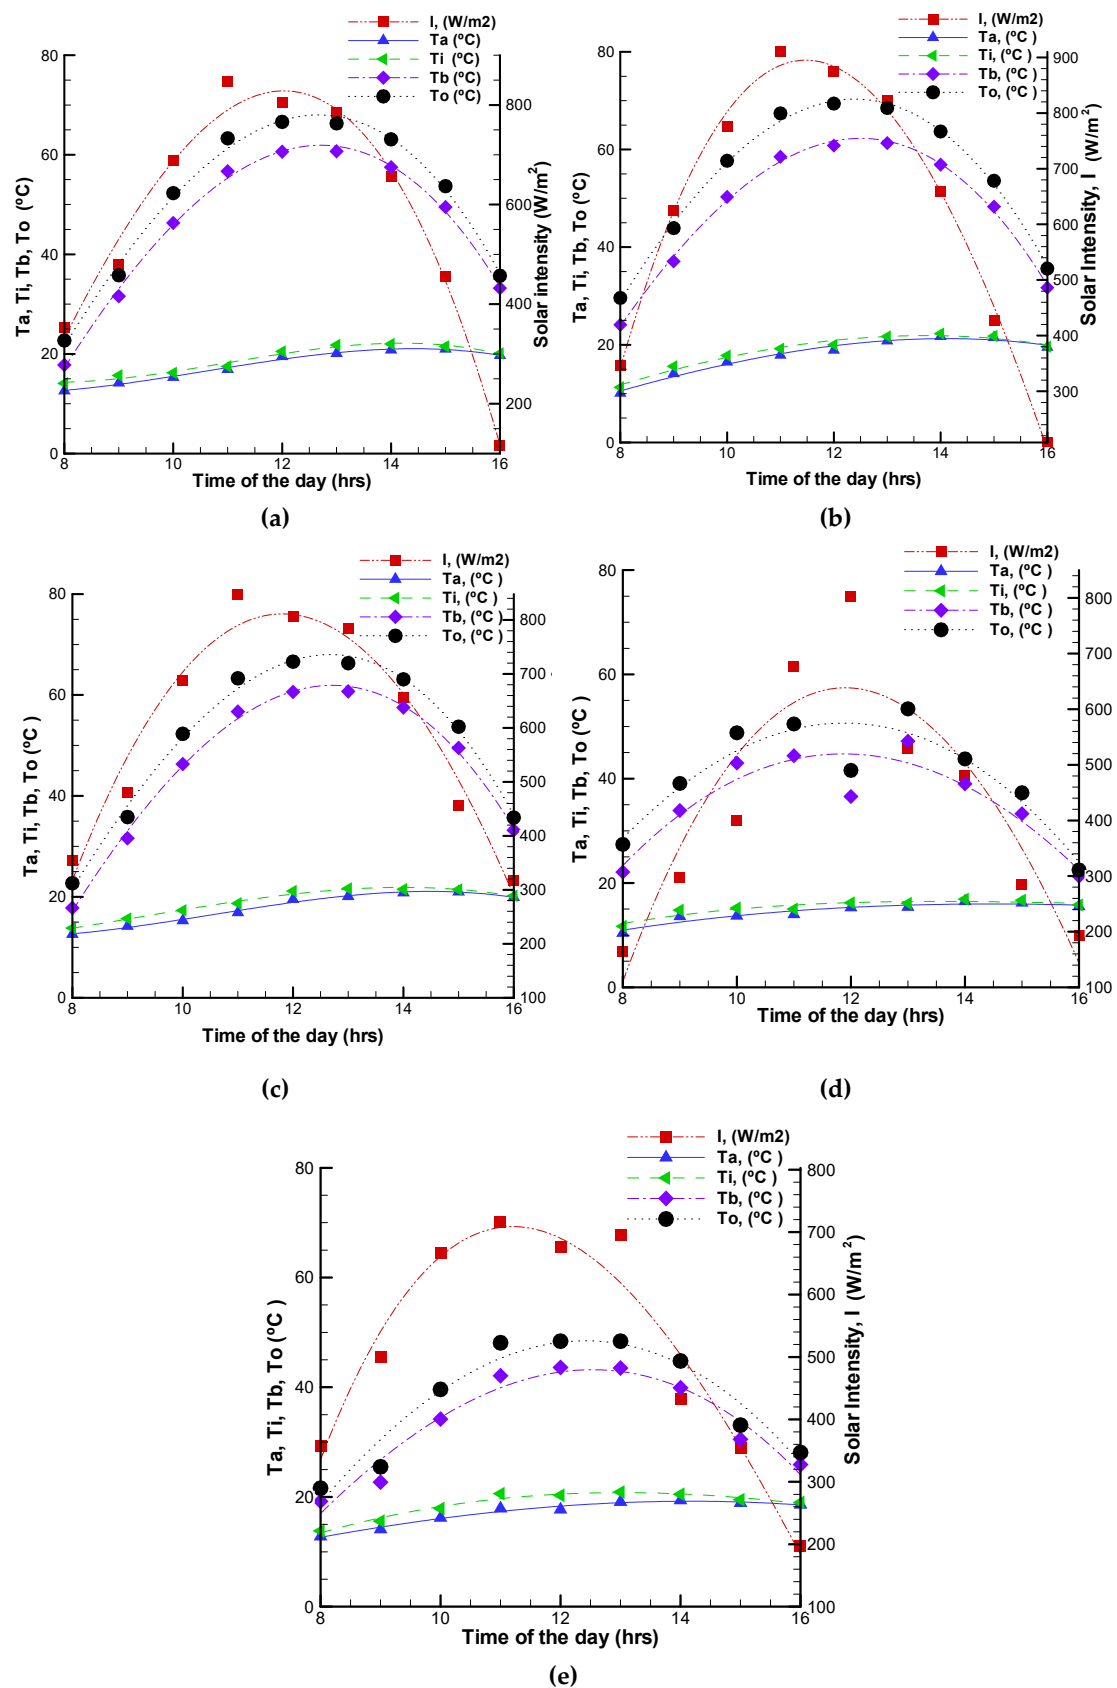 I, (W/m2)
Ta (ºC)
Ti (ºC)
Tb (ºC)
To (ºC)
80
60
40
20
0
800
600
400
200
8
10
12
14
16
Ta, Ti, Tb, To (ºC)
Solar intensity (W/m²)
Time of the day (hrs)
(a)
I, (W/m2)
Ta, (ºC)
Ti, (ºC )
Tb, (ºC )
To, (ºC )
80
60
40
20
0
900
800
700
600
500
400
300
8
10
12
14
16
Ta, Ti, Tb, To (ºC)
Solar intensity, I (W/m²)
Time of the day (hrs)
(b)
I, (W/m2)
Ta, (ºC )
Ti, (ºC )
Tb, (ºC )
To, (ºC )
80
60
40
20
0
800
700
600
500
400
300
200
100
8
10
12
14
16
Ta, Ti, Tb, To (ºC )
Time of the day (hrs)
(c)
I, (W/m2)
Ta, (ºC )
Ti, (ºC )
Tb, (ºC )
To, (ºC )
80
60
40
20
0
800
700
600
500
400
300
200
100
8
10
12
14
16
Ta, Ti, Tb, To (ºC )
Time of the day (hrs)
(d)
I, (W/m2)
Ta, (ºC )
Ti, (ºC )
Tb, (ºC )
To, (ºC )
80
60
40
20
0
800
700
600
500
400
300
200
100
8
10
12
14
16
Ta, Ti, Tb, To (ºC )
Solar Intensity, I (W/m²)
Time of the day (hrs)
(e)